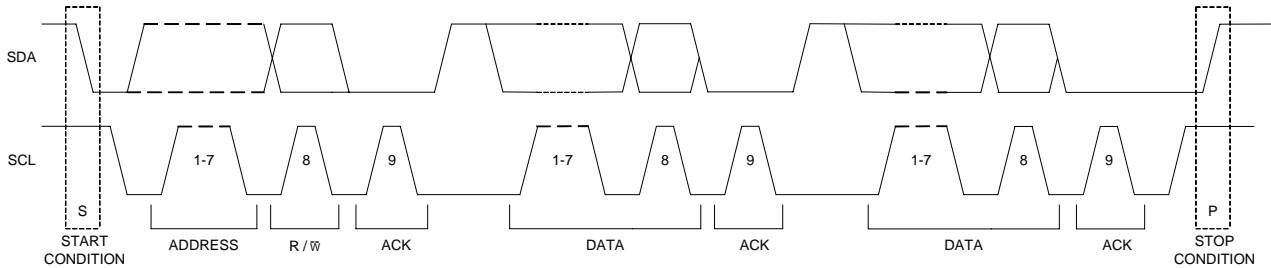 SDA
SCL
1-7
8
9
1-7
8
9
1-7
8
9
S
P
START
CONDITION
ADDRESS
R / W̅
ACK
DATA
ACK
DATA
ACK
STOP
CONDITION